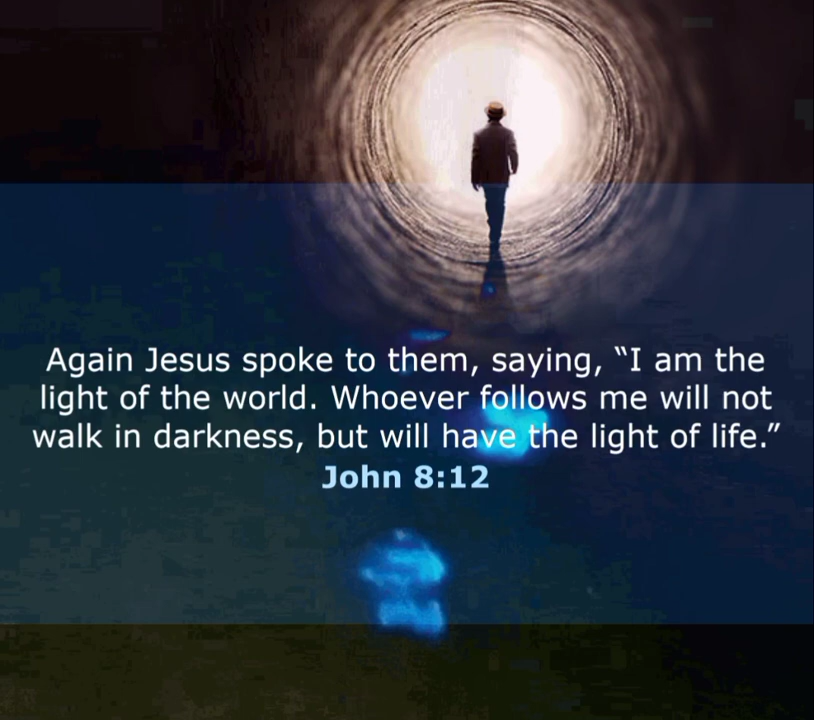 Again Jesus spoke to them, saying, “I am the
light of the world. Whoever follows me will not
walk in darkness, but will have the light of life.”
John 8:12